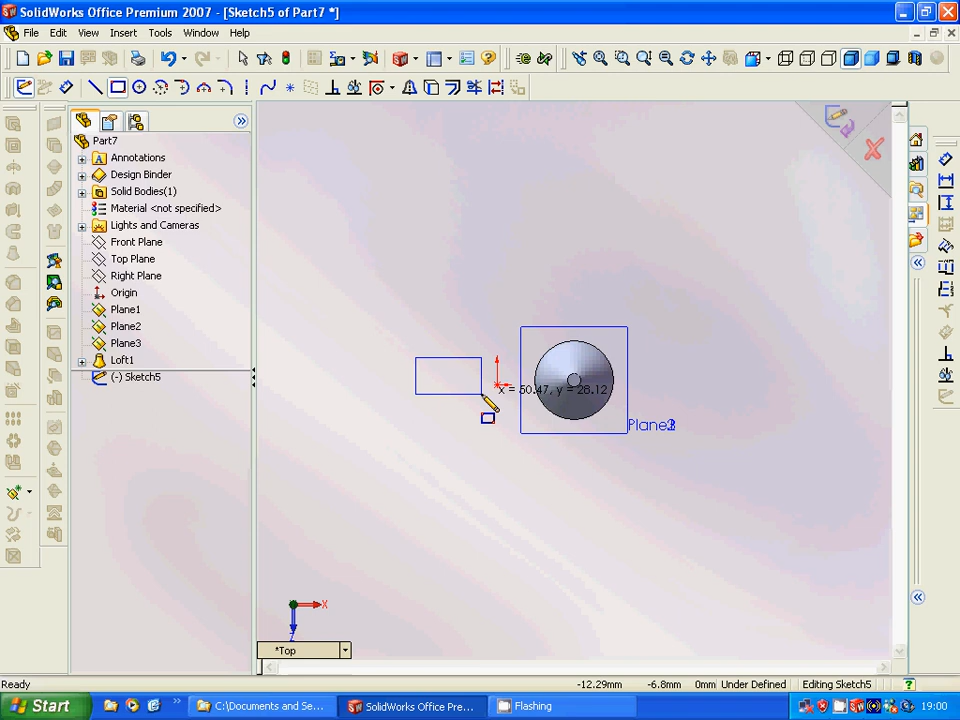 SolidWorks Office Premium 2007 - [Sketch5 of Part7 *]
File Edit View Insert Tools Window Help
Part7
Annotations
Design Binder
Solid Bodies(1)
Material <not specified>
Lights and Cameras
Front Plane
Top Plane
Right Plane
Origin
Plane1
Plane2
Plane3
Loft1
(-) Sketch5
x = 50.47, y = 28.12
X
Z
*Top
Ready
-12.29mm -6.8mm 0mm Under Defined Editing Sketch5
Start
C:\Documents and Se...
SolidWorks Office Pre...
Flashing
19:00